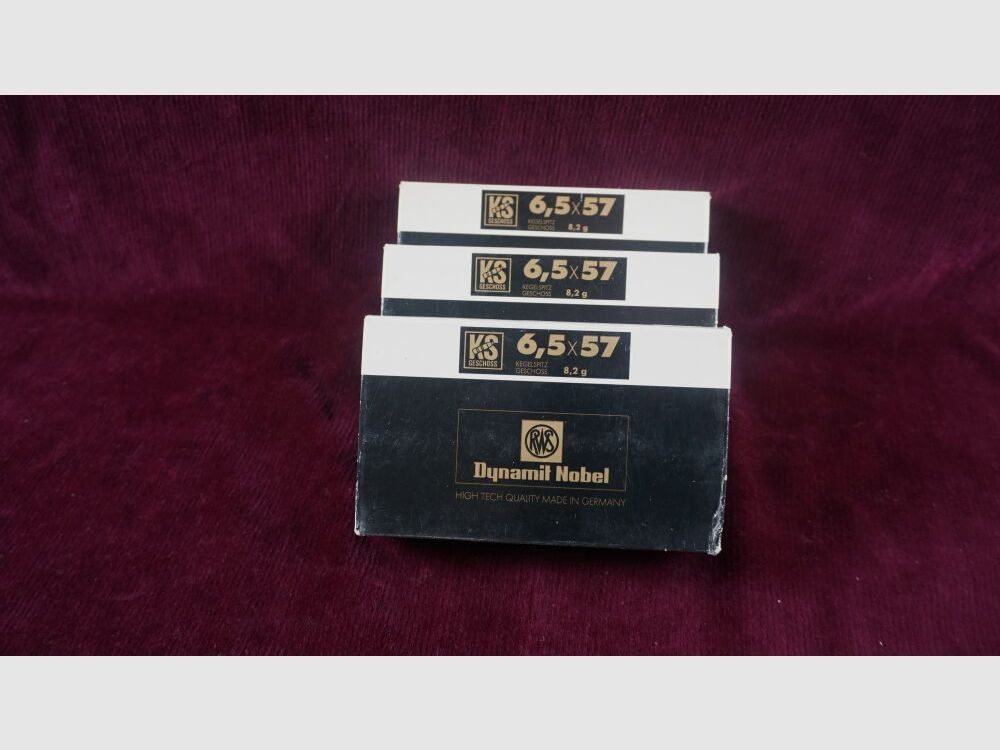 KS
GESCHOSS
6,5x57
KEGELSPITZ
GESCHOSS 8,2 g
KS
GESCHOSS
6,5x57
KEGELSPITZ
GESCHOSS 8,2 g
KS
GESCHOSS
6,5x57
KEGELSPITZ
GESCHOSS 8,2 g
RWS
Dynamit Nobel
HIGH TECH QUALITY MADE IN GERMANY